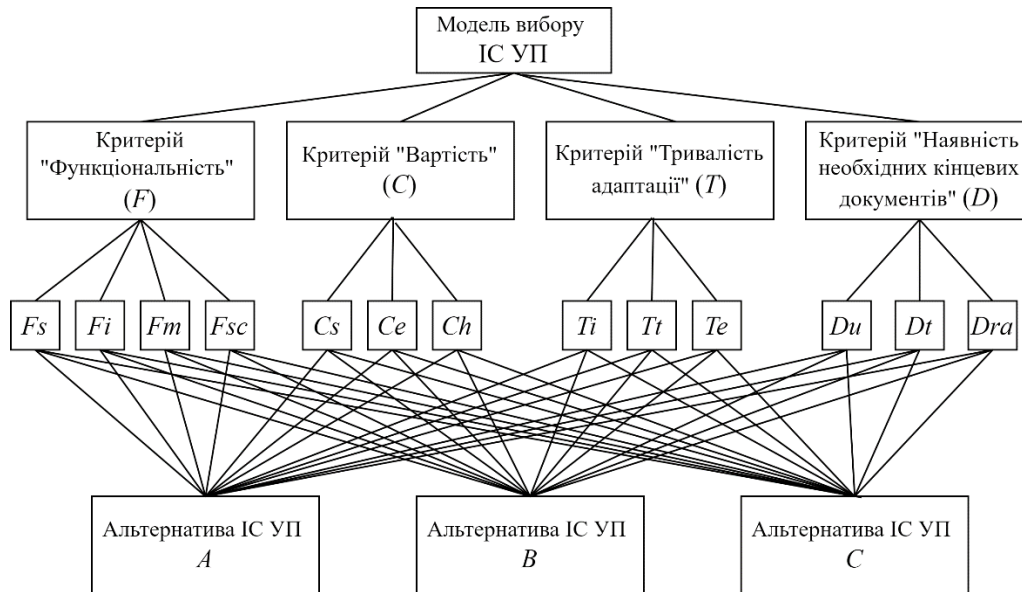 Модель вибору
ІС УП
Критерій
"Функціональність"
(F)
Критерій "Вартість"
(C)
Критерій "Тривалість
адаптації" (T)
Критерій "Наявність
необхідних кінцевих
документів" (D)
Fs
Fi
Fm
Fsc
Cs
Ce
Ch
Ti
Tt
Te
Du
Dt
Dra
Альтернатива ІС УП
A
Альтернатива ІС УП
B
Альтернатива ІС УП
C